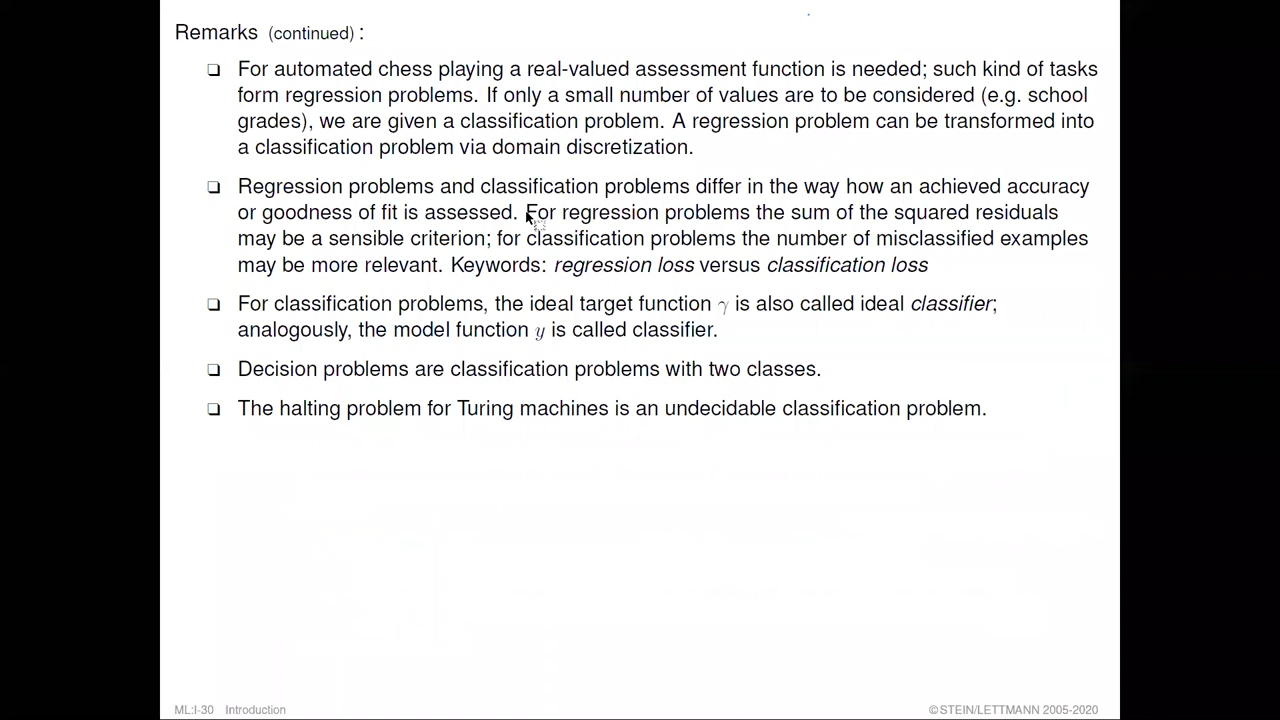 Remarks (continued) :
❏ For automated chess playing a real-valued assessment function is needed; such kind of tasks
form regression problems. If only a small number of values are to be considered (e.g. school
grades), we are given a classification problem. A regression problem can be transformed into
a classification problem via domain discretization.
❏ Regression problems and classification problems differ in the way how an achieved accuracy
or goodness of fit is assessed. For regression problems the sum of the squared residuals
may be a sensible criterion; for classification problems the number of misclassified examples
may be more relevant. Keywords: regression loss versus classification loss
❏ For classification problems, the ideal target function γ is also called ideal classifier;
analogously, the model function y is called classifier.
❏ Decision problems are classification problems with two classes.
❏ The halting problem for Turing machines is an undecidable classification problem.
ML:I-30 Introduction
©STEIN/LETTMANN 2005-2020